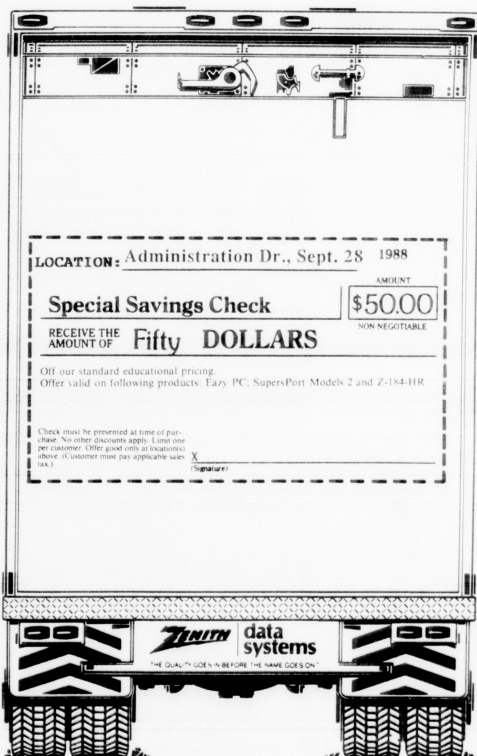 LOCATION: Administration Dr., Sept. 28 1988
AMOUNT
Special Savings Check $50.00
NON NEGOTIABLE
RECEIVE THE
AMOUNT OF Fifty DOLLARS
Off our standard educational pricing.
Offer valid on following products: Eazy PC, SupersPort Models 2 and Z-184-HR
Check must be presented at time of pur-
chase. No other discounts apply. Limit one
per customer. Offer good only at location(s)
above. (Customer must pay applicable sales
tax.)
X
(Signature)
ZENITH data
systems
"THE QUALITY GOES IN BEFORE THE NAME GOES ON"